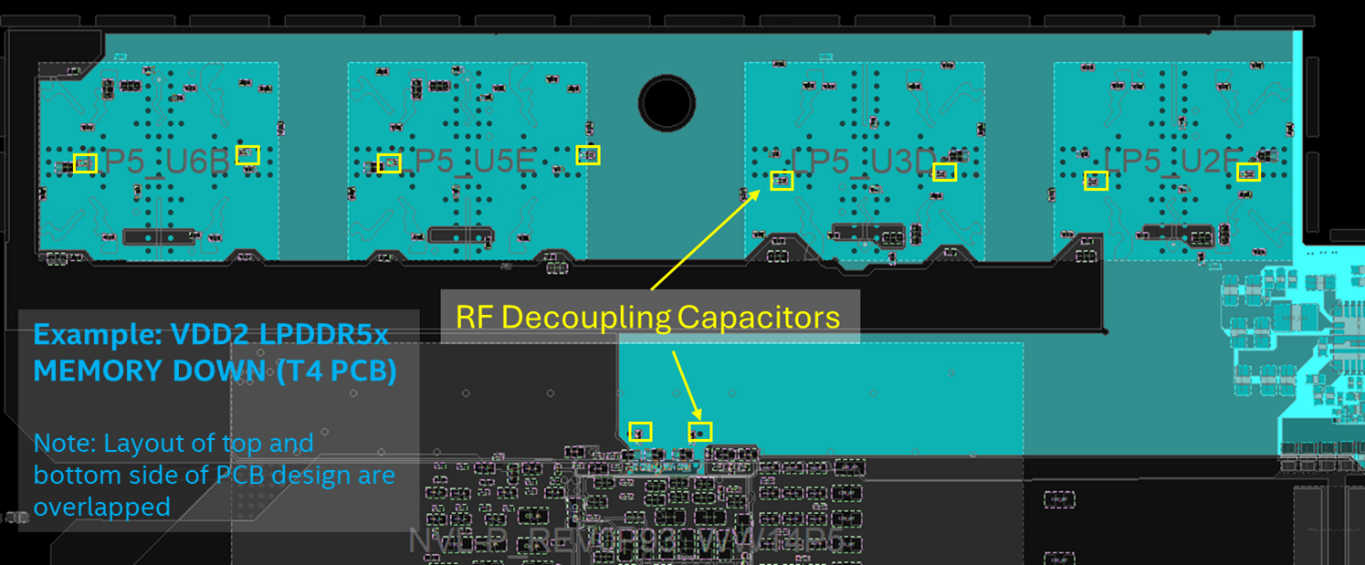 LP5_U6B
LP5_U5E
LP5_U3D
LP5_U2F
RF Decoupling Capacitors
Example: VDD2 LPDDR5x
MEMORY DOWN (T4 PCB)
Note: Layout of top and
bottom side of PCB design are
overlapped